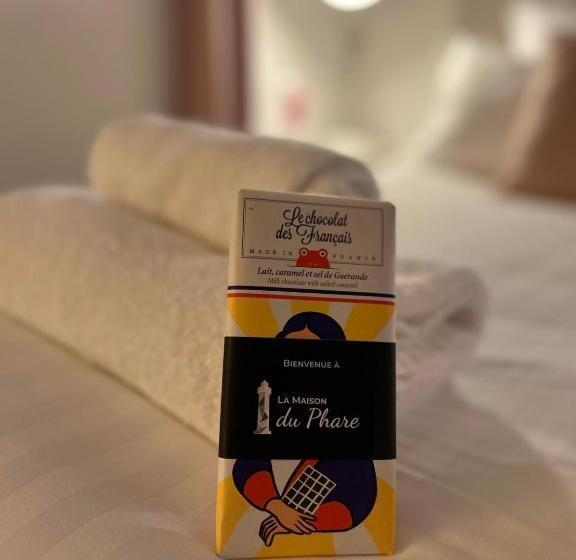 Le chocolat
des Français
MADE IN FRANCE
Lait, caramel et sel de Guérande
Milk chocolate with salted caramel
BIENVENUE À
LA MAISON
du Phare